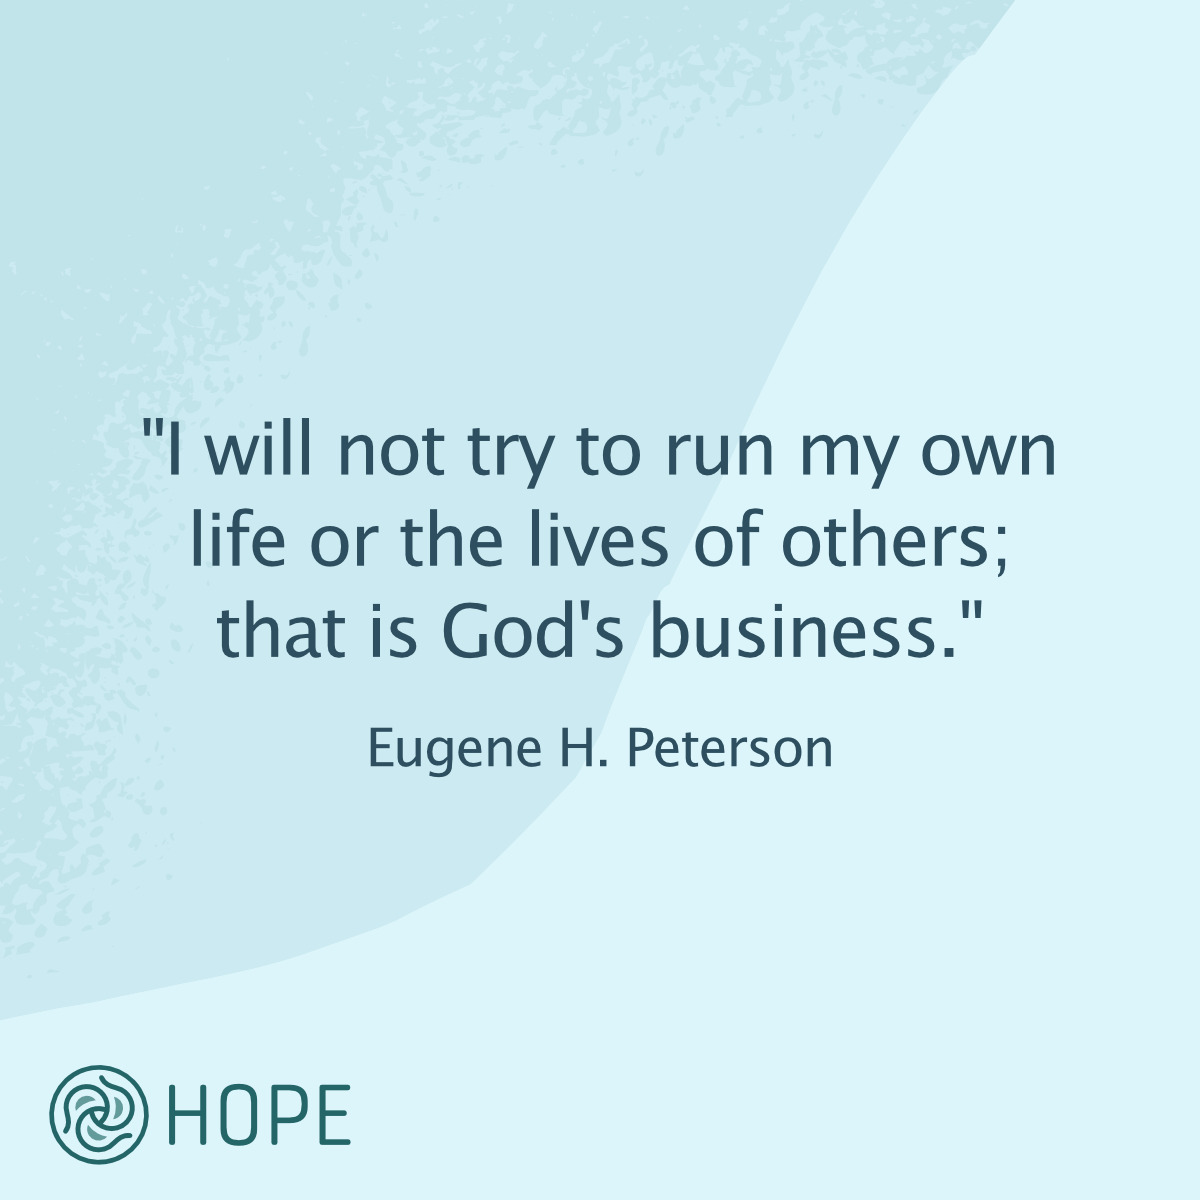 "I will not try to run my own
life or the lives of others;
that is God's business."
Eugene H. Peterson
HOPE